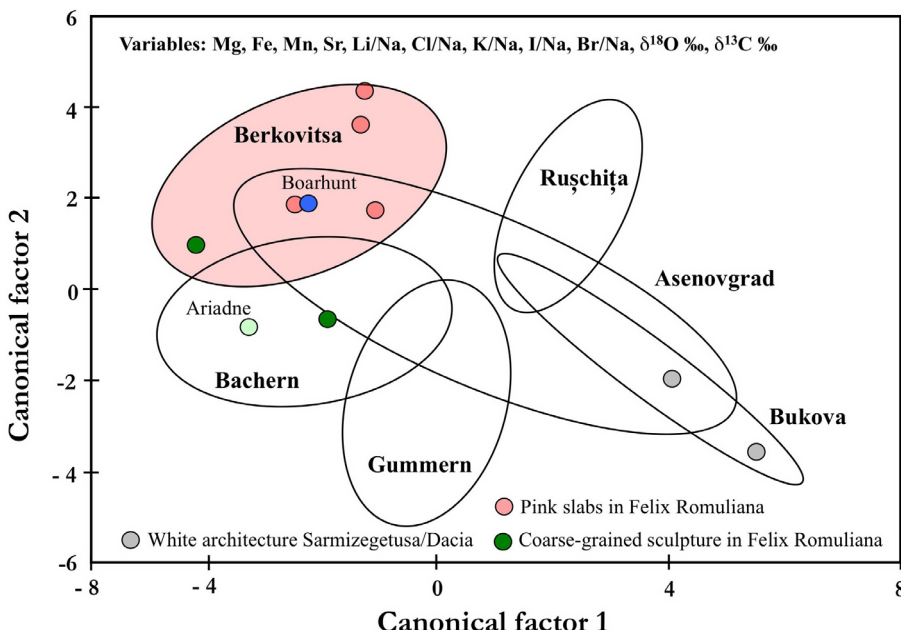 6
Variables: Mg, Fe, Mn, Sr, Li/Na, Cl/Na, K/Na, I/Na, Br/Na, δ¹⁸O ‰, δ¹³C ‰
4
Berkovitsa
Boarhunt
Rușchița
2
Asenovgrad
0
Ariadne
Bachern
-2
Bukova
Gummern
-4
Pink slabs in Felix Romuliana
White architecture Sarmizegetusa/Dacia
Coarse-grained sculpture in Felix Romuliana
-6
-8 -4 0 4 8
Canonical factor 1
Canonical factor 2